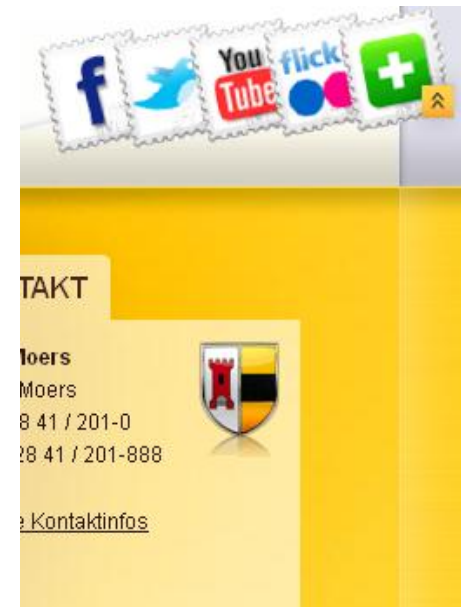 f
You
Tube
flick
TAKT
Moers
Moers
8 41 / 201-0
28 41 / 201-888
e Kontaktinfos